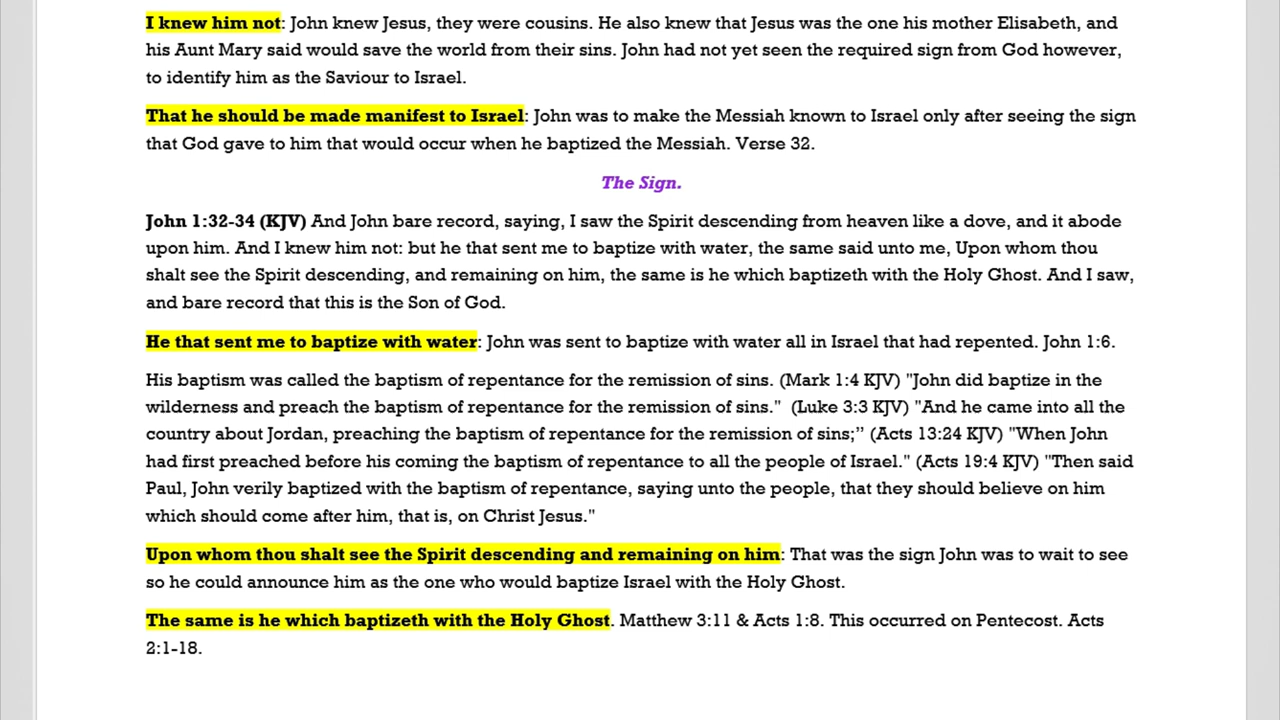 I knew him not: John knew Jesus, they were cousins. He also knew that Jesus was the one his mother Elisabeth, and
his Aunt Mary said would save the world from their sins. John had not yet seen the required sign from God however,
to identify him as the Saviour to Israel.
That he should be made manifest to Israel: John was to make the Messiah known to Israel only after seeing the sign
that God gave to him that would occur when he baptized the Messiah. Verse 32.
The Sign.
John 1:32-34 (KJV) And John bare record, saying, I saw the Spirit descending from heaven like a dove, and it abode
upon him. And I knew him not: but he that sent me to baptize with water, the same said unto me, Upon whom thou
shalt see the Spirit descending, and remaining on him, the same is he which baptizeth with the Holy Ghost. And I saw,
and bare record that this is the Son of God.
He that sent me to baptize with water: John was sent to baptize with water all in Israel that had repented. John 1:6.
His baptism was called the baptism of repentance for the remission of sins. (Mark 1:4 KJV) "John did baptize in the
wilderness and preach the baptism of repentance for the remission of sins."  (Luke 3:3 KJV) "And he came into all the
country about Jordan, preaching the baptism of repentance for the remission of sins;” (Acts 13:24 KJV) "When John
had first preached before his coming the baptism of repentance to all the people of Israel." (Acts 19:4 KJV) "Then said
Paul, John verily baptized with the baptism of repentance, saying unto the people, that they should believe on him
which should come after him, that is, on Christ Jesus."
Upon whom thou shalt see the Spirit descending and remaining on him: That was the sign John was to wait to see
so he could announce him as the one who would baptize Israel with the Holy Ghost.
The same is he which baptizeth with the Holy Ghost. Matthew 3:11 & Acts 1:8. This occurred on Pentecost. Acts
2:1-18.